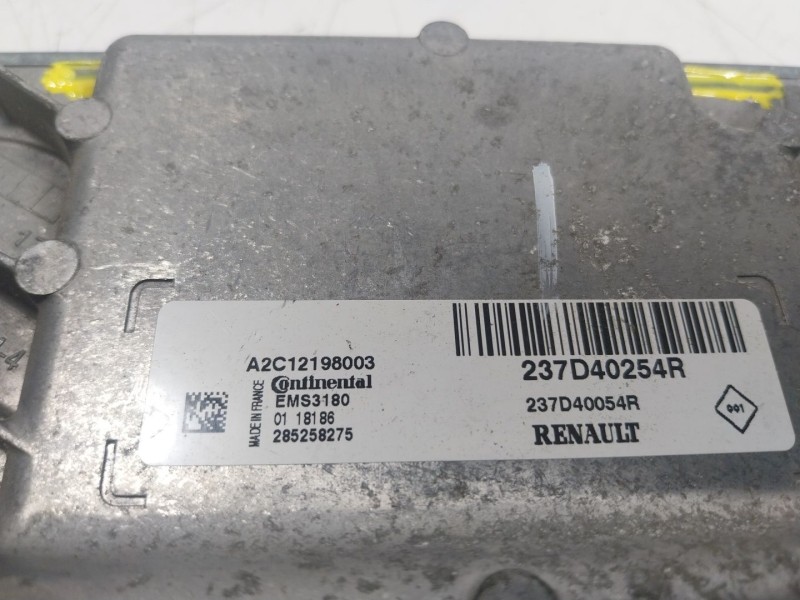 A2C12198003
Continental
EMS3180
01 18186
285258275
MADE IN FRANCE
237D40254R
237D40054R
RENAULT
001